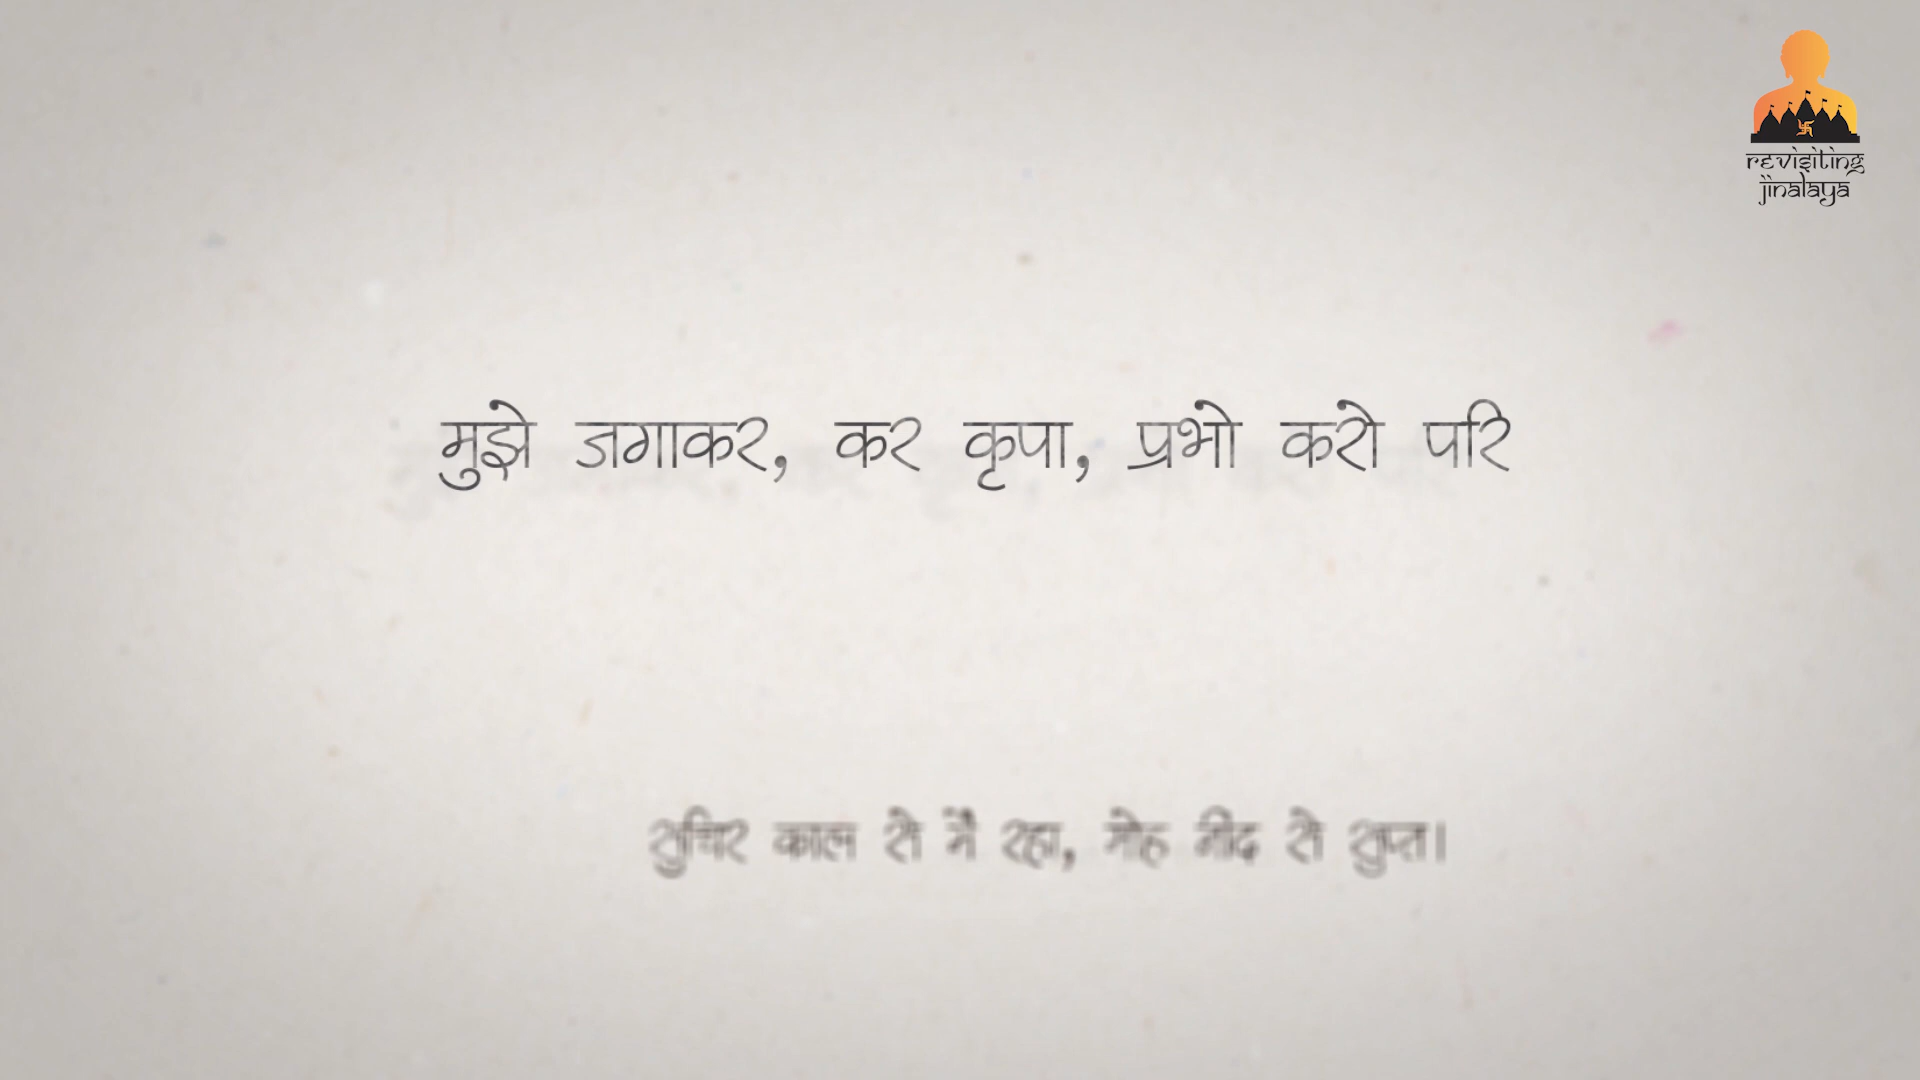 revisiting
jinalaya
मुझे जगाकर, कर कृपा, प्रभो करो परि
सुचिर काल से मैं रहा, मोह नींद से सुप्त।